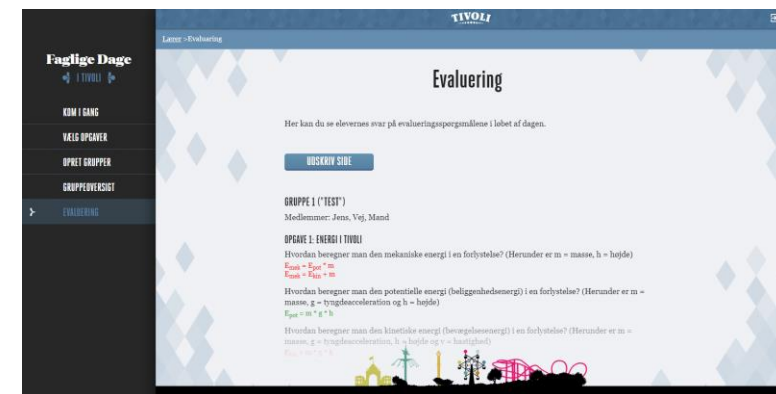 TIVOLI
Lærer >Evaluering
Faglige Dage
I TIVOLI
KOM I GANG
VÆLG OPGAVER
OPRET GRUPPER
GRUPPEOVERSIGT
EVALUERING
Evaluering
Her kan du se elevernes svar på evalueringsspørgsmålene i løbet af dagen.
UDSKRIV SIDE
GRUPPE 1 ("TEST")
Medlemmer: Jens, Vej, Mand
OPGAVE 1: ENERGI I TIVOLI
Hvordan beregner man den mekaniske energi i en forlystelse? (Herunder er m = masse, h = højde)
Emek = Epot * m
Emek = Ekin + m
Hvordan beregner man den potentielle energi (beliggenhedsenergi) i en forlystelse? (Herunder er m =
masse, g = tyngdeacceleration og h = højde)
Epot = m * g * h
Hvordan beregner man den kinetiske energi (bevægelsesenergi) i en forlystelse? (Herunder er m =
masse, g = tyngdeacceleration, h = højde og v = hastighed)